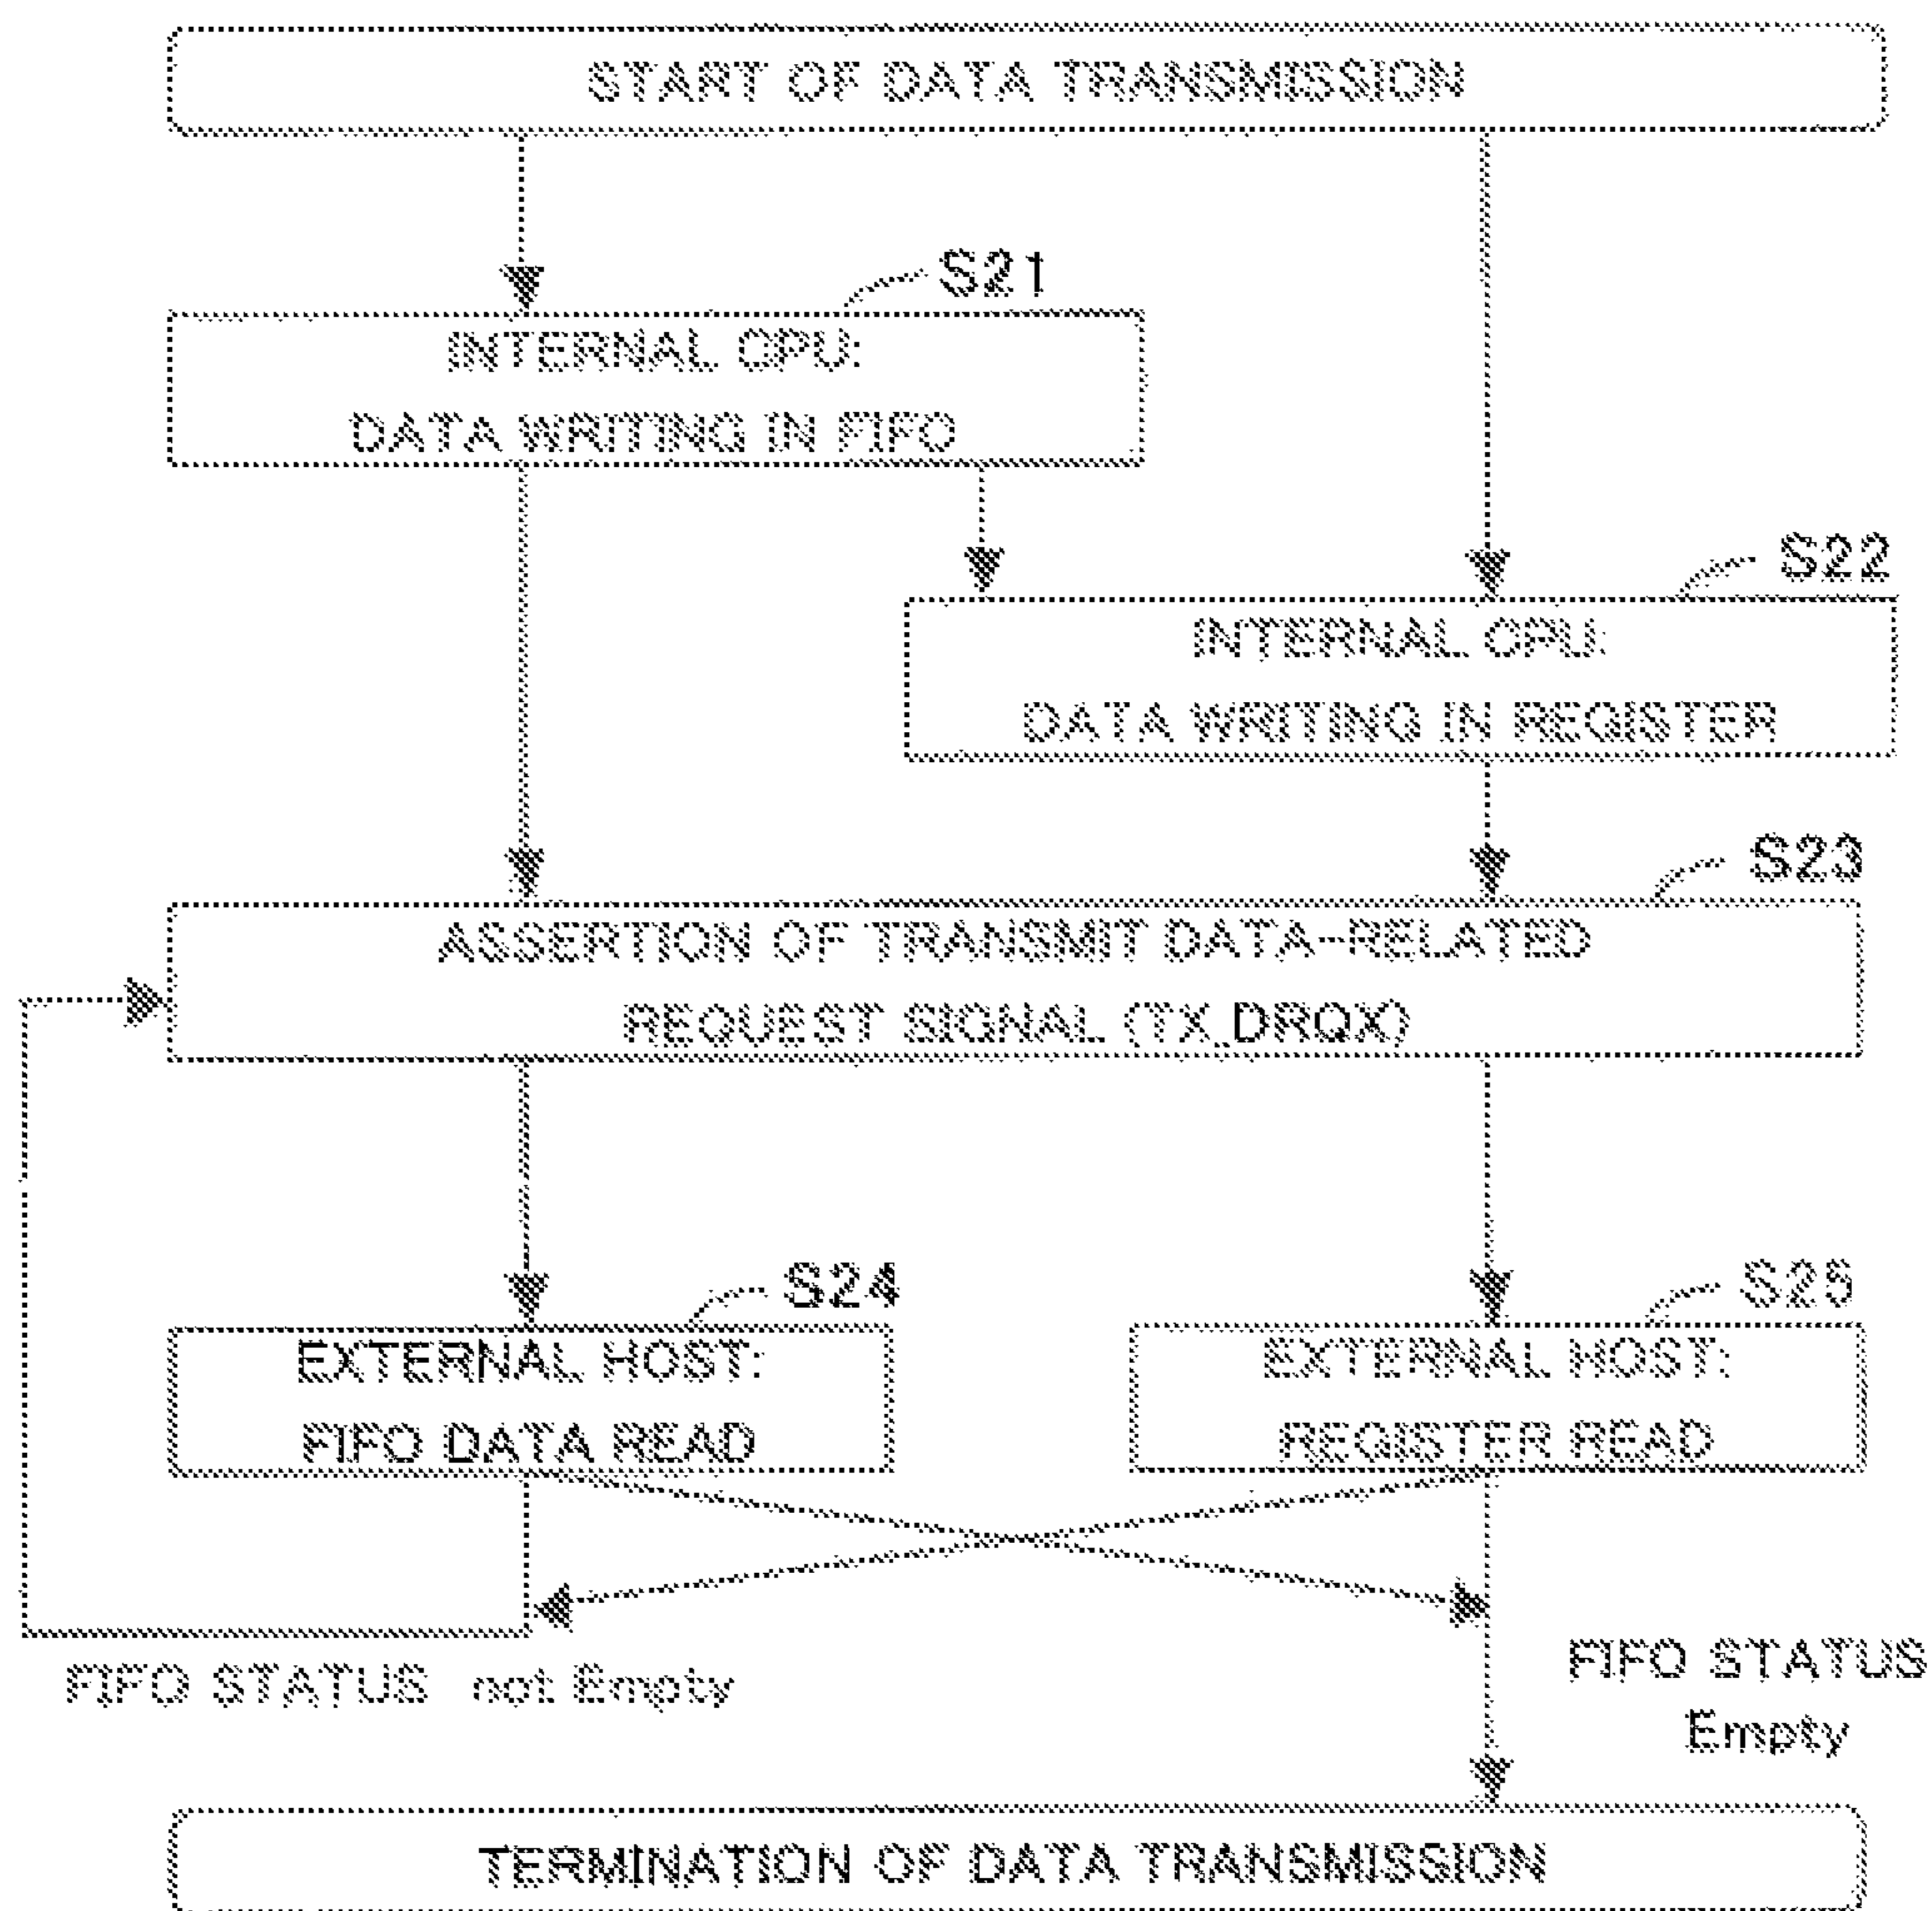 START OF DATA TRANSMISSION
S21
INTERNAL CPU:
DATA WRITING IN FIFO
S22
INTERNAL CPU:
DATA WRITING IN REGISTER
S23
ASSERTION OF TRANSMIT DATA-RELATED
REQUEST SIGNAL (TX_DRQX)
S24
EXTERNAL HOST:
FIFO DATA READ
S25
EXTERNAL HOST:
REGISTER READ
FIFO STATUS not Empty
FIFO STATUS
Empty
TERMINATION OF DATA TRANSMISSION